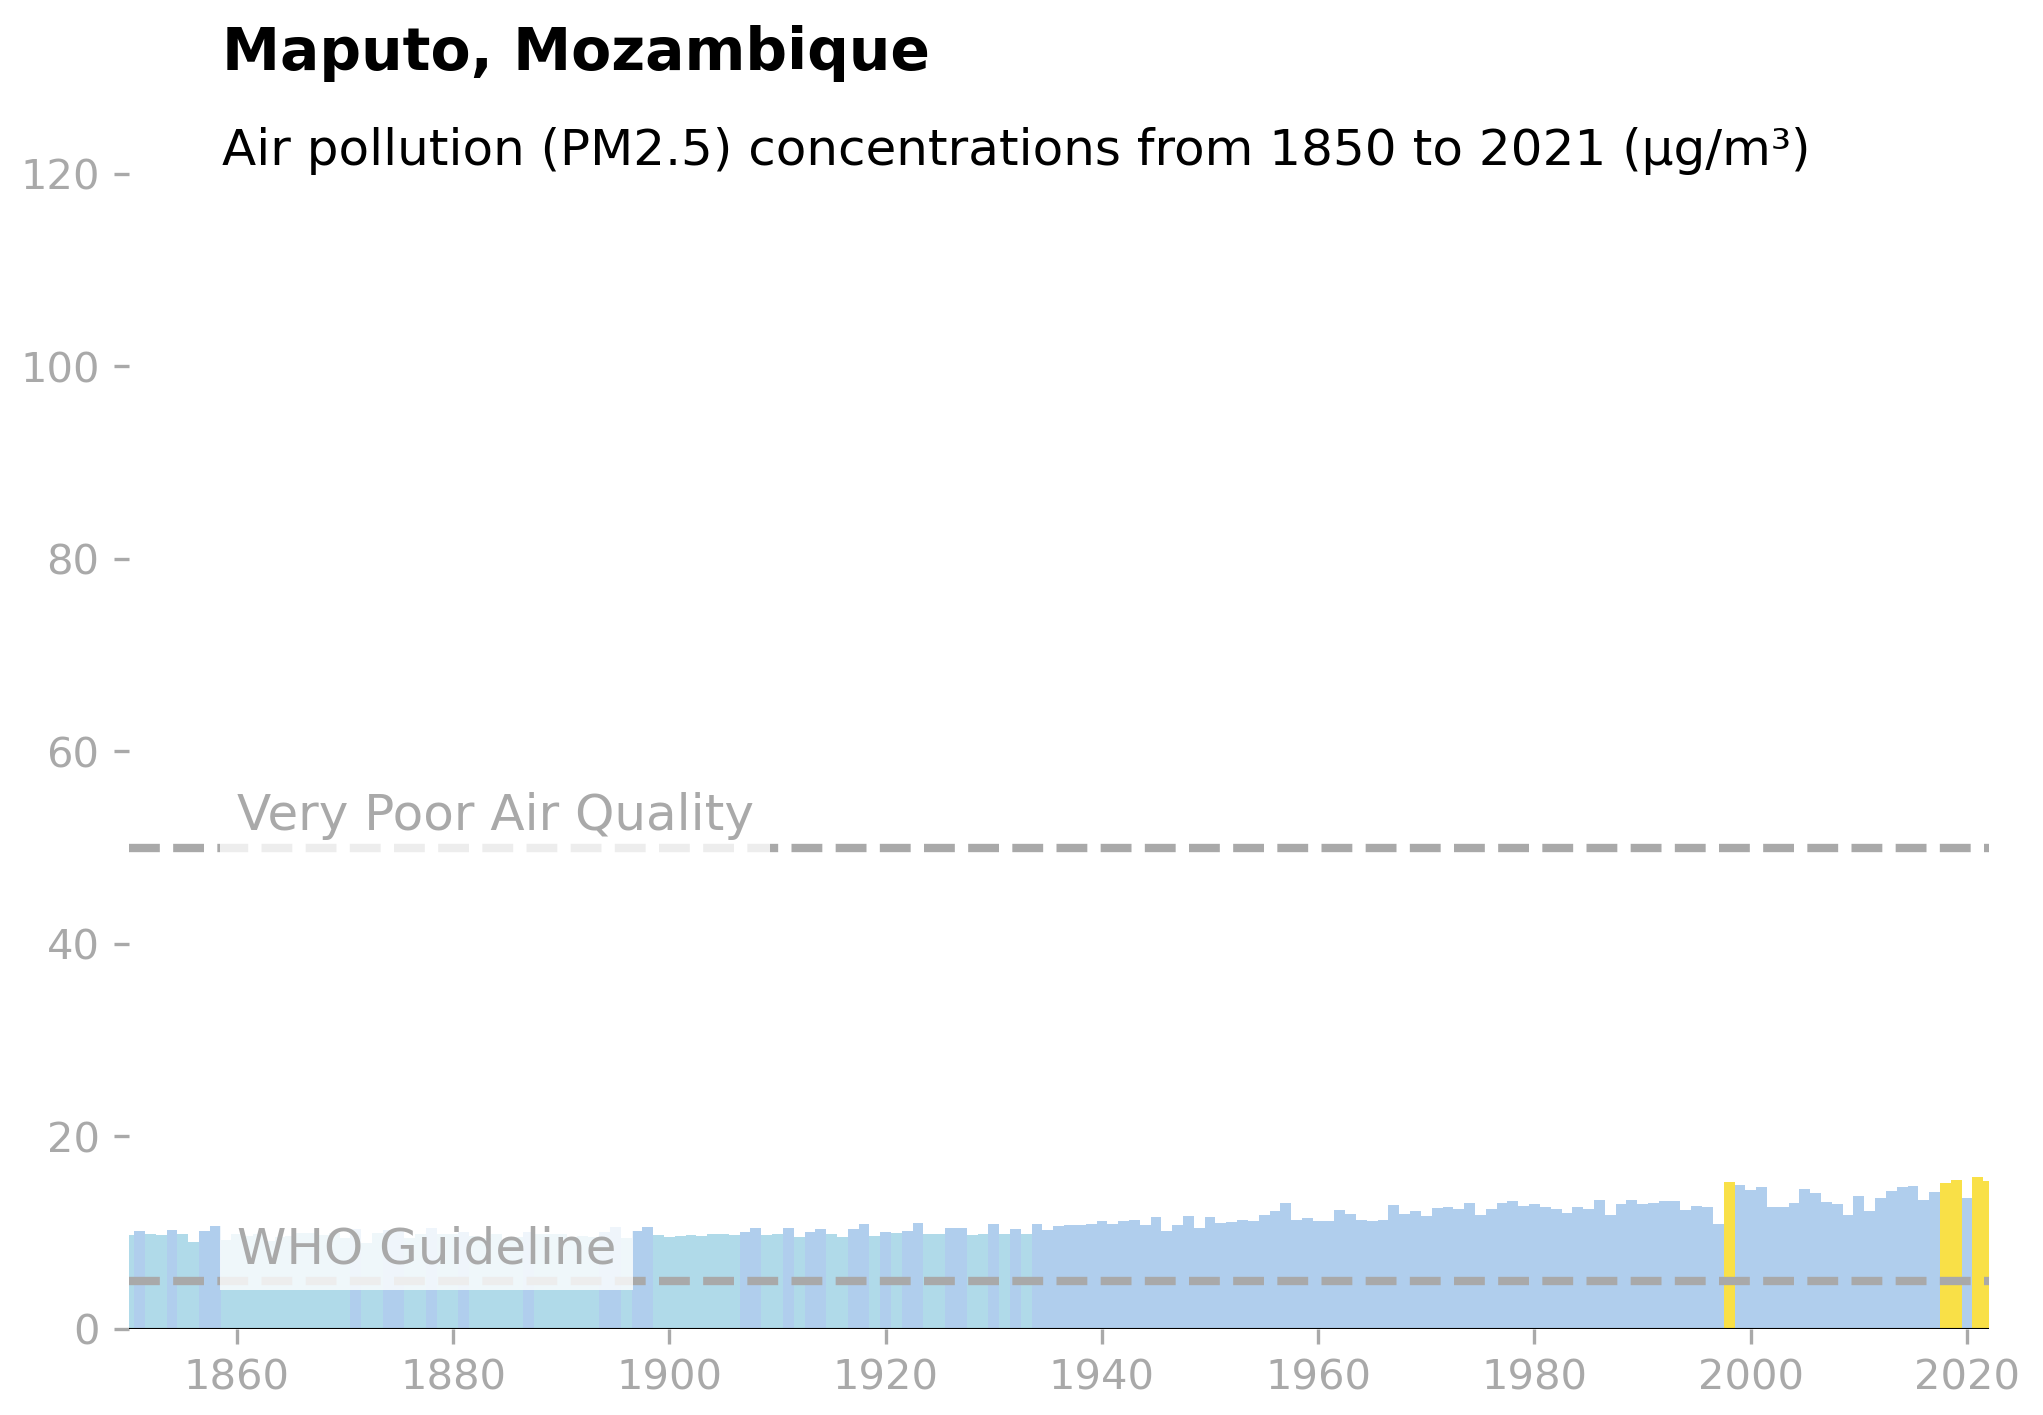 Maputo, Mozambique
Air pollution (PM2.5) concentrations from 1850 to 2021 (µg/m³)
120
100
80
60
Very Poor Air Quality
40
20
WHO Guideline
0
1860 1880 1900 1920 1940 1960 1980 2000 2020